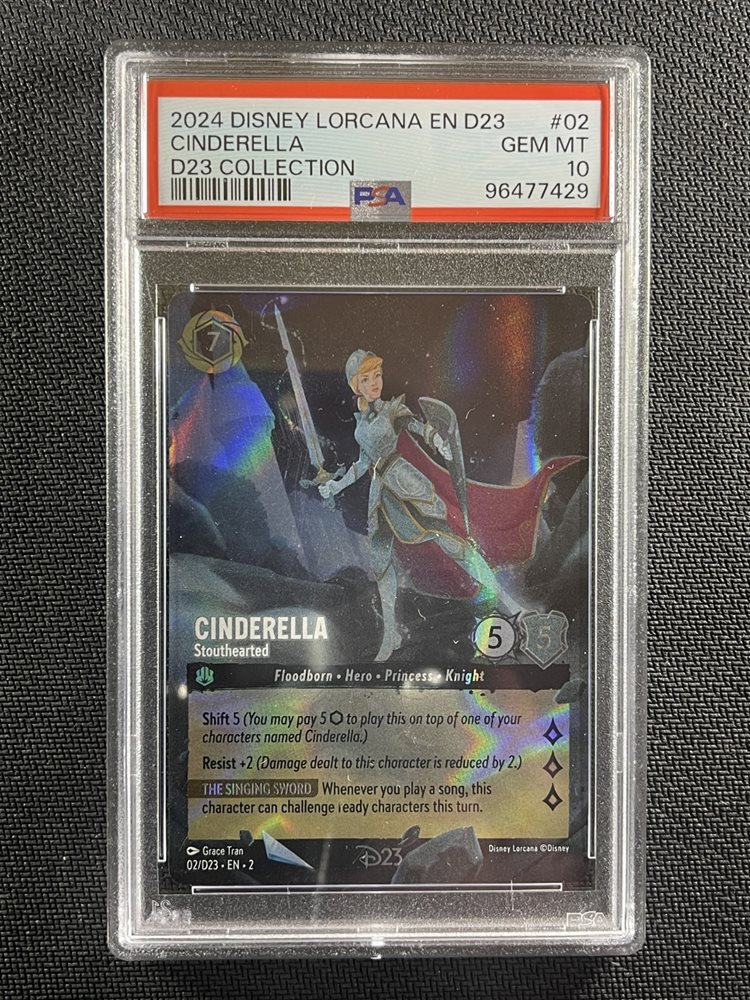 2024 DISNEY LORCANA EN D23 #02
CINDERELLA GEM MT
D23 COLLECTION 10
PSA 96477429
7
CINDERELLA
Stouthearted
5 5
Floodborn • Hero • Princess • Knight
Shift 5 (You may pay 5 to play this on top of one of your
characters named Cinderella.)
Resist +2 (Damage dealt to this character is reduced by 2.)
THE SINGING SWORD Whenever you play a song, this
character can challenge ready characters this turn.
Grace Tran
02/D23 • EN • 2
D23
Disney Lorcana ©Disney
PSA